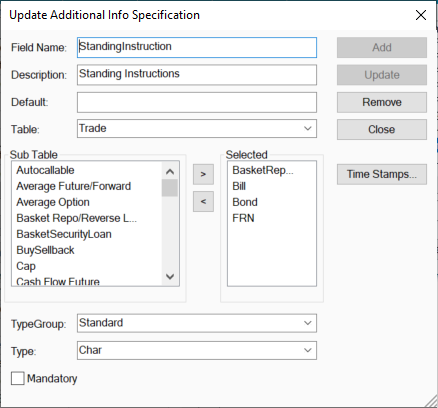 Update Additional Info Specification
Field Name: StandingInstruction Add
Description: Standing Instructions Update
Default: Remove
Table: Trade Close
Sub Table Selected
Autocallable > BasketRep... Time Stamps...
Average Future/Forward Bill
Average Option < Bond
Basket Repo/Reverse L... FRN
BasketSecurityLoan
BuySellback
Cap
Cash Flow Future
TypeGroup: Standard
Type: Char
Mandatory